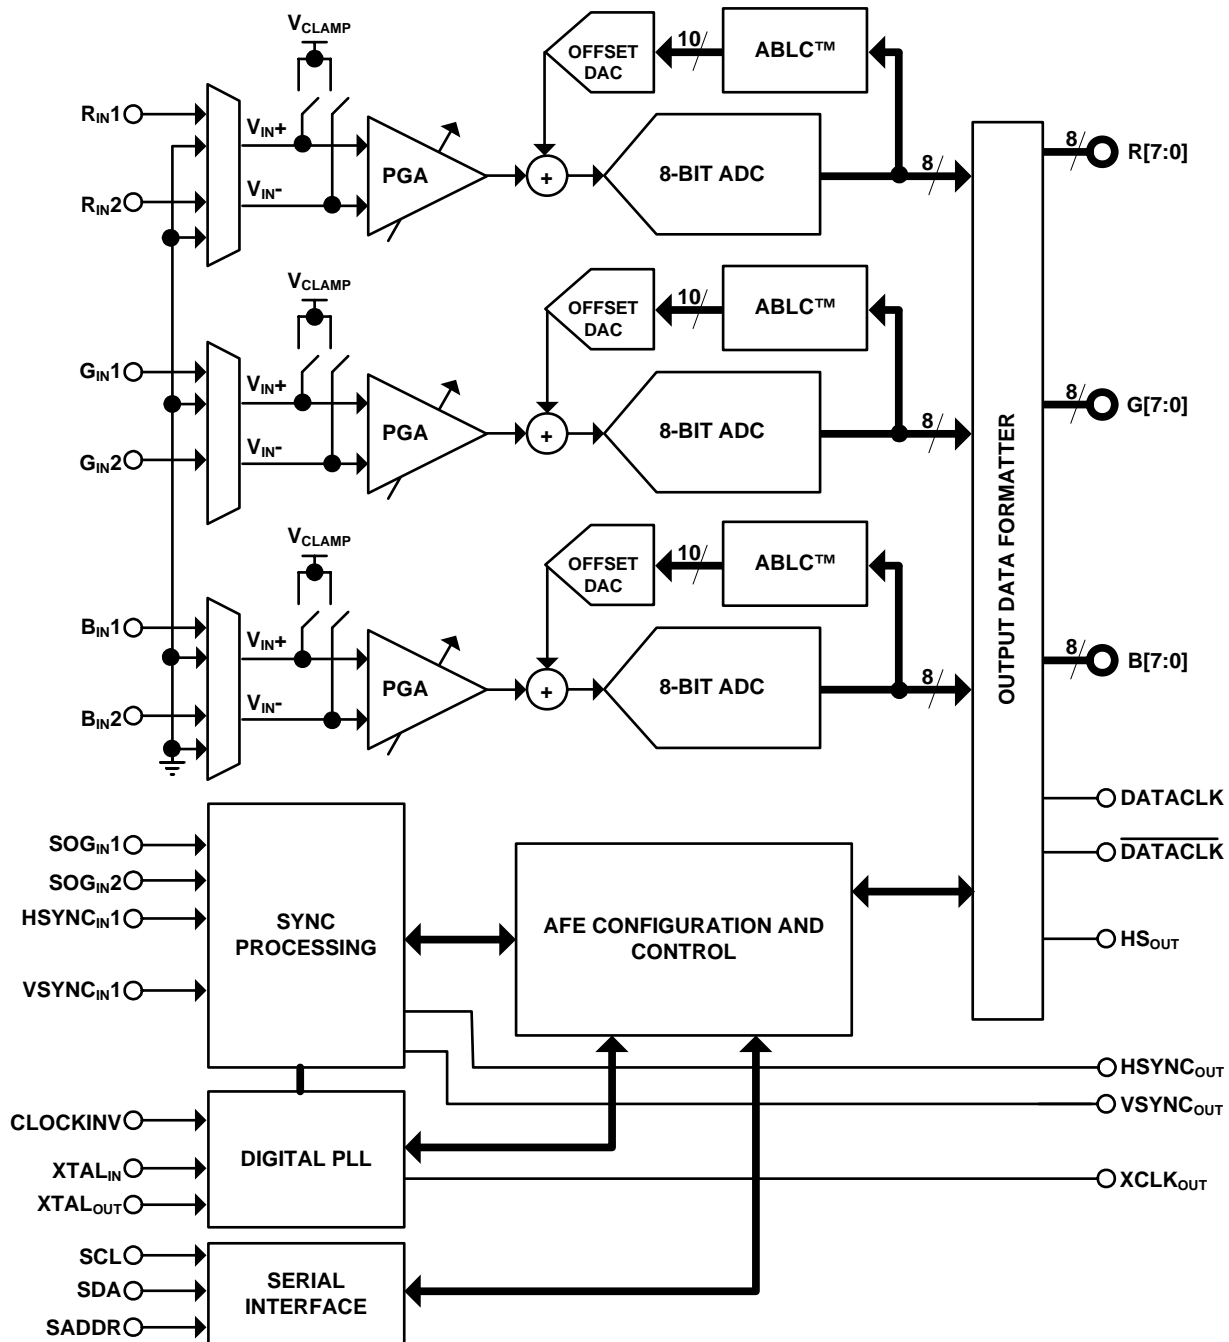 V_CLAMP
OFFSET DAC
10
ABLC™
R_IN1
V_IN+
PGA
+
8-BIT ADC
8
8
R[7:0]
R_IN2
V_IN-
V_CLAMP
OFFSET DAC
10
ABLC™
G_IN1
V_IN+
PGA
+
8-BIT ADC
8
8
G[7:0]
G_IN2
V_IN-
V_CLAMP
OFFSET DAC
10
ABLC™
B_IN1
V_IN+
PGA
+
8-BIT ADC
8
8
B[7:0]
B_IN2
V_IN-
OUTPUT DATA FORMATTER
DATACLK
DATACLK
HS_OUT
SOG_IN1
SOG_IN2
HSYNC_IN1
VSYNC_IN1
SYNC
PROCESSING
AFE CONFIGURATION AND
CONTROL
HSYNC_OUT
VSYNC_OUT
CLOCKINV
XTAL_IN
XTAL_OUT
DIGITAL PLL
XCLK_OUT
SCL
SDA
SADDR
SERIAL
INTERFACE